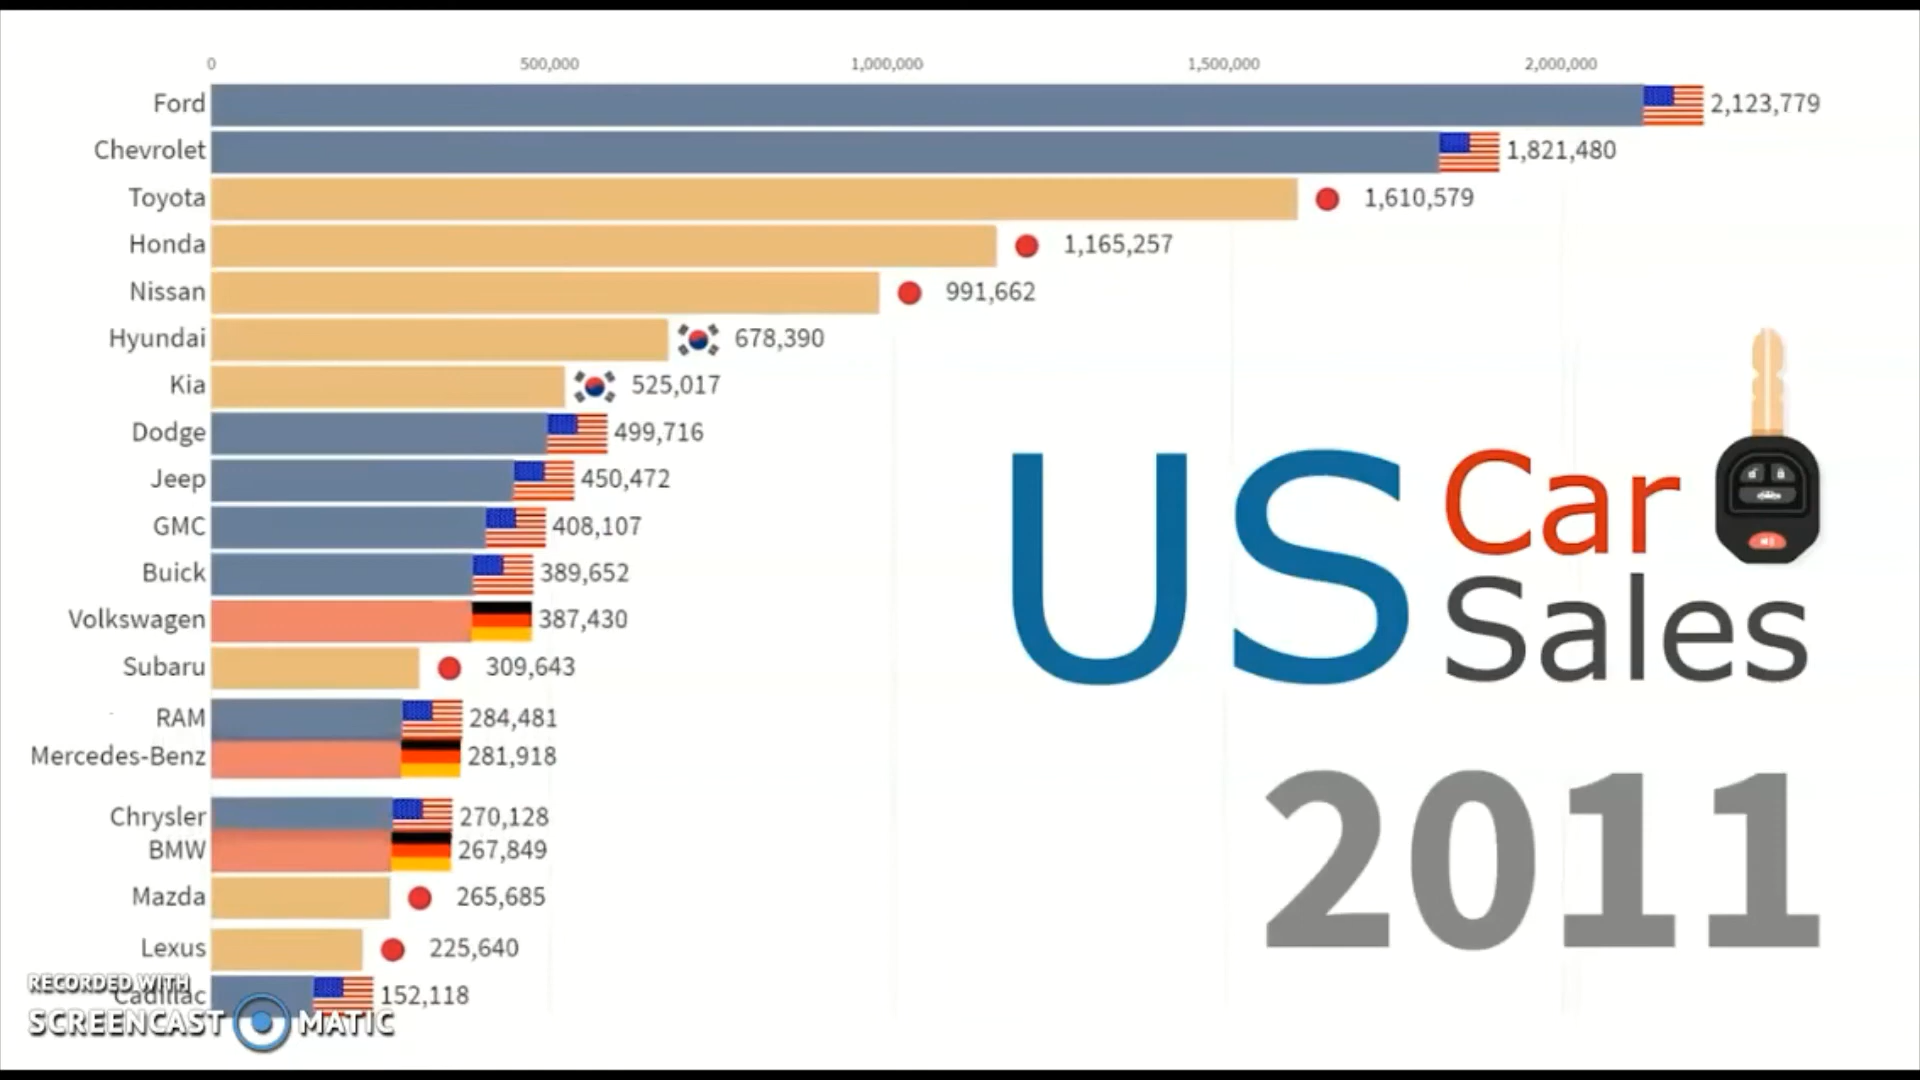 0 500,000 1,000,000 1,500,000 2,000,000
Ford 2,123,779
Chevrolet 1,821,480
Toyota 1,610,579
Honda 1,165,257
Nissan 991,662
Hyundai 678,390
Kia 525,017
Dodge 499,716
Jeep 450,472
GMC 408,107
Buick 389,652
Volkswagen 387,430
Subaru 309,643
RAM 284,481
Mercedes-Benz 281,918
Chrysler 270,128
BMW 267,849
Mazda 265,685
Lexus 225,640
Cadillac 152,118
US Car
Sales
2011
RECORDED WITH
SCREENCAST MATIC